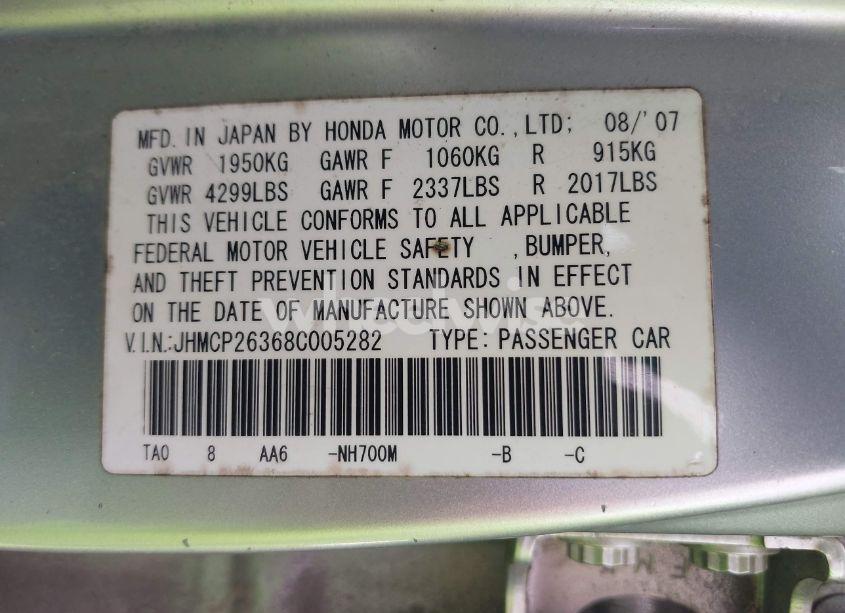 MFD. IN JAPAN BY HONDA MOTOR CO.,LTD; 08/'07
GVWR 1950KG GAWR F 1060KG R 915KG
GVWR 4299LBS GAWR F 2337LBS R 2017LBS
THIS VEHICLE CONFORMS TO ALL APPLICABLE
FEDERAL MOTOR VEHICLE SAFETY ,BUMPER,
AND THEFT PREVENTION STANDARDS IN EFFECT
ON THE DATE OF MANUFACTURE SHOWN ABOVE.
V.I.N.:JHMCP26368C005282 TYPE: PASSENGER CAR
TA0 8 AA6 -NH700M -B -C